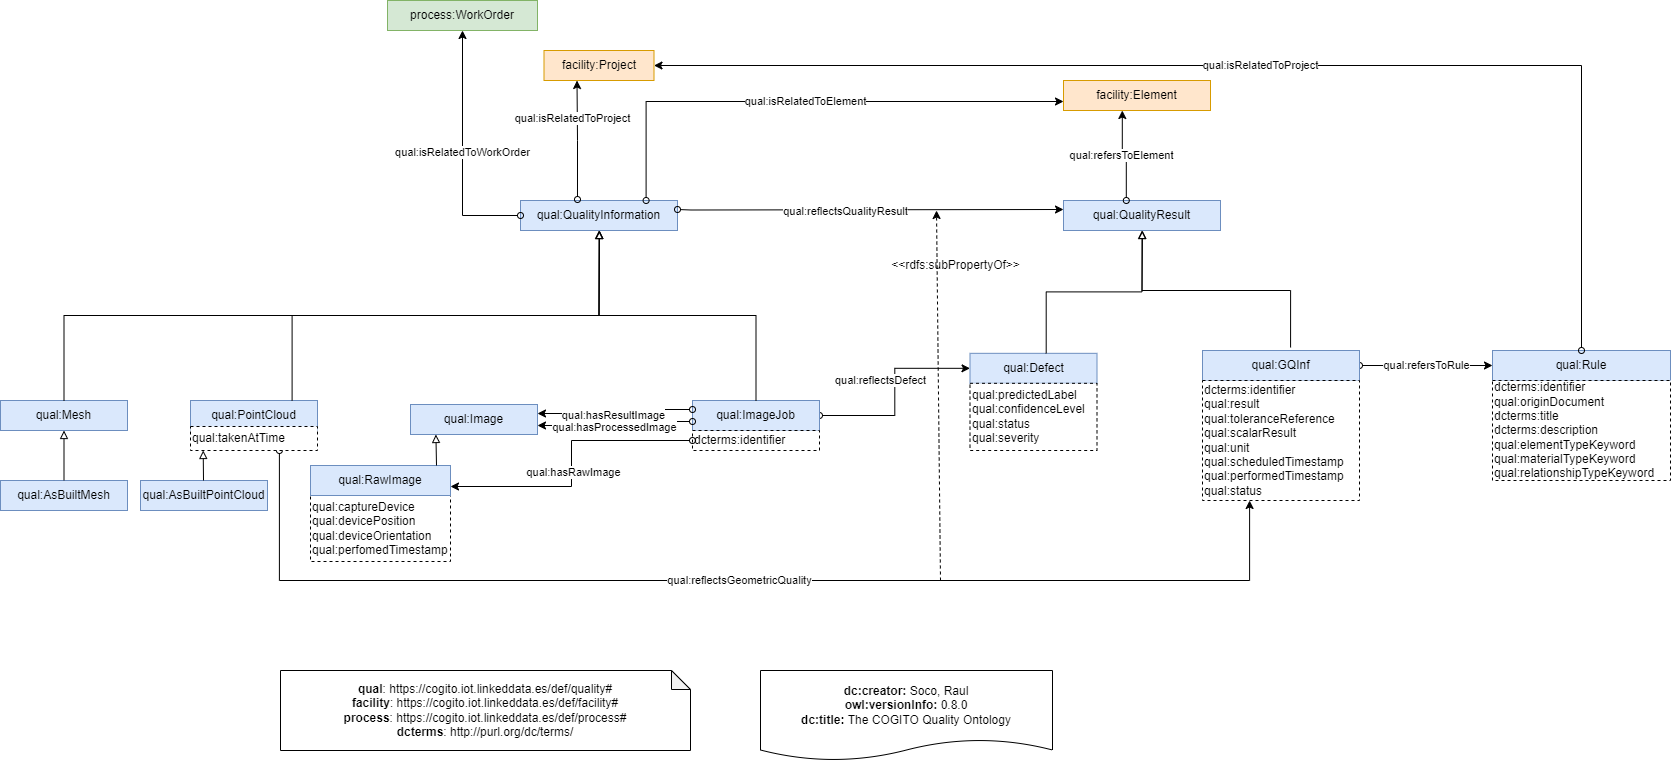 process:WorkOrder
facility:Project
qual:isRelatedToProject
facility:Element
qual:isRelatedToElement
qual:isRelatedToProject
qual:isRelatedToWorkOrder
qual:refersToElement
qual:QualityInformation
qual:reflectsQualityResult
qual:QualityResult
<<rdfs:subPropertyOf>>
qual:Mesh
qual:AsBuiltMesh
qual:PointCloud
qual:takenAtTime
qual:AsBuiltPointCloud
qual:Image
qual:RawImage
qual:captureDevice
qual:devicePosition
qual:deviceOrientation
qual:perfomedTimestamp
qual:hasResultImage
qual:hasProcessedImage
qual:hasRawImage
qual:ImageJob
dcterms:identifier
qual:reflectsDefect
qual:Defect
qual:predictedLabel
qual:confidenceLevel
qual:status
qual:severity
qual:GQInf
dcterms:identifier
qual:result
qual:toleranceReference
qual:scalarResult
qual:unit
qual:scheduledTimestamp
qual:performedTimestamp
qual:status
qual:refersToRule
qual:Rule
dcterms:identifier
qual:originDocument
dcterms:title
dcterms:description
qual:elementTypeKeyword
qual:materialTypeKeyword
qual:relationshipTypeKeyword
qual:reflectsGeometricQuality
qual: https://cogito.iot.linkeddata.es/def/quality#
facility: https://cogito.iot.linkeddata.es/def/facility#
process: https://cogito.iot.linkeddata.es/def/process#
dcterms: http://purl.org/dc/terms/
dc:creator: Soco, Raul
owl:versionInfo: 0.8.0
dc:title: The COGITO Quality Ontology